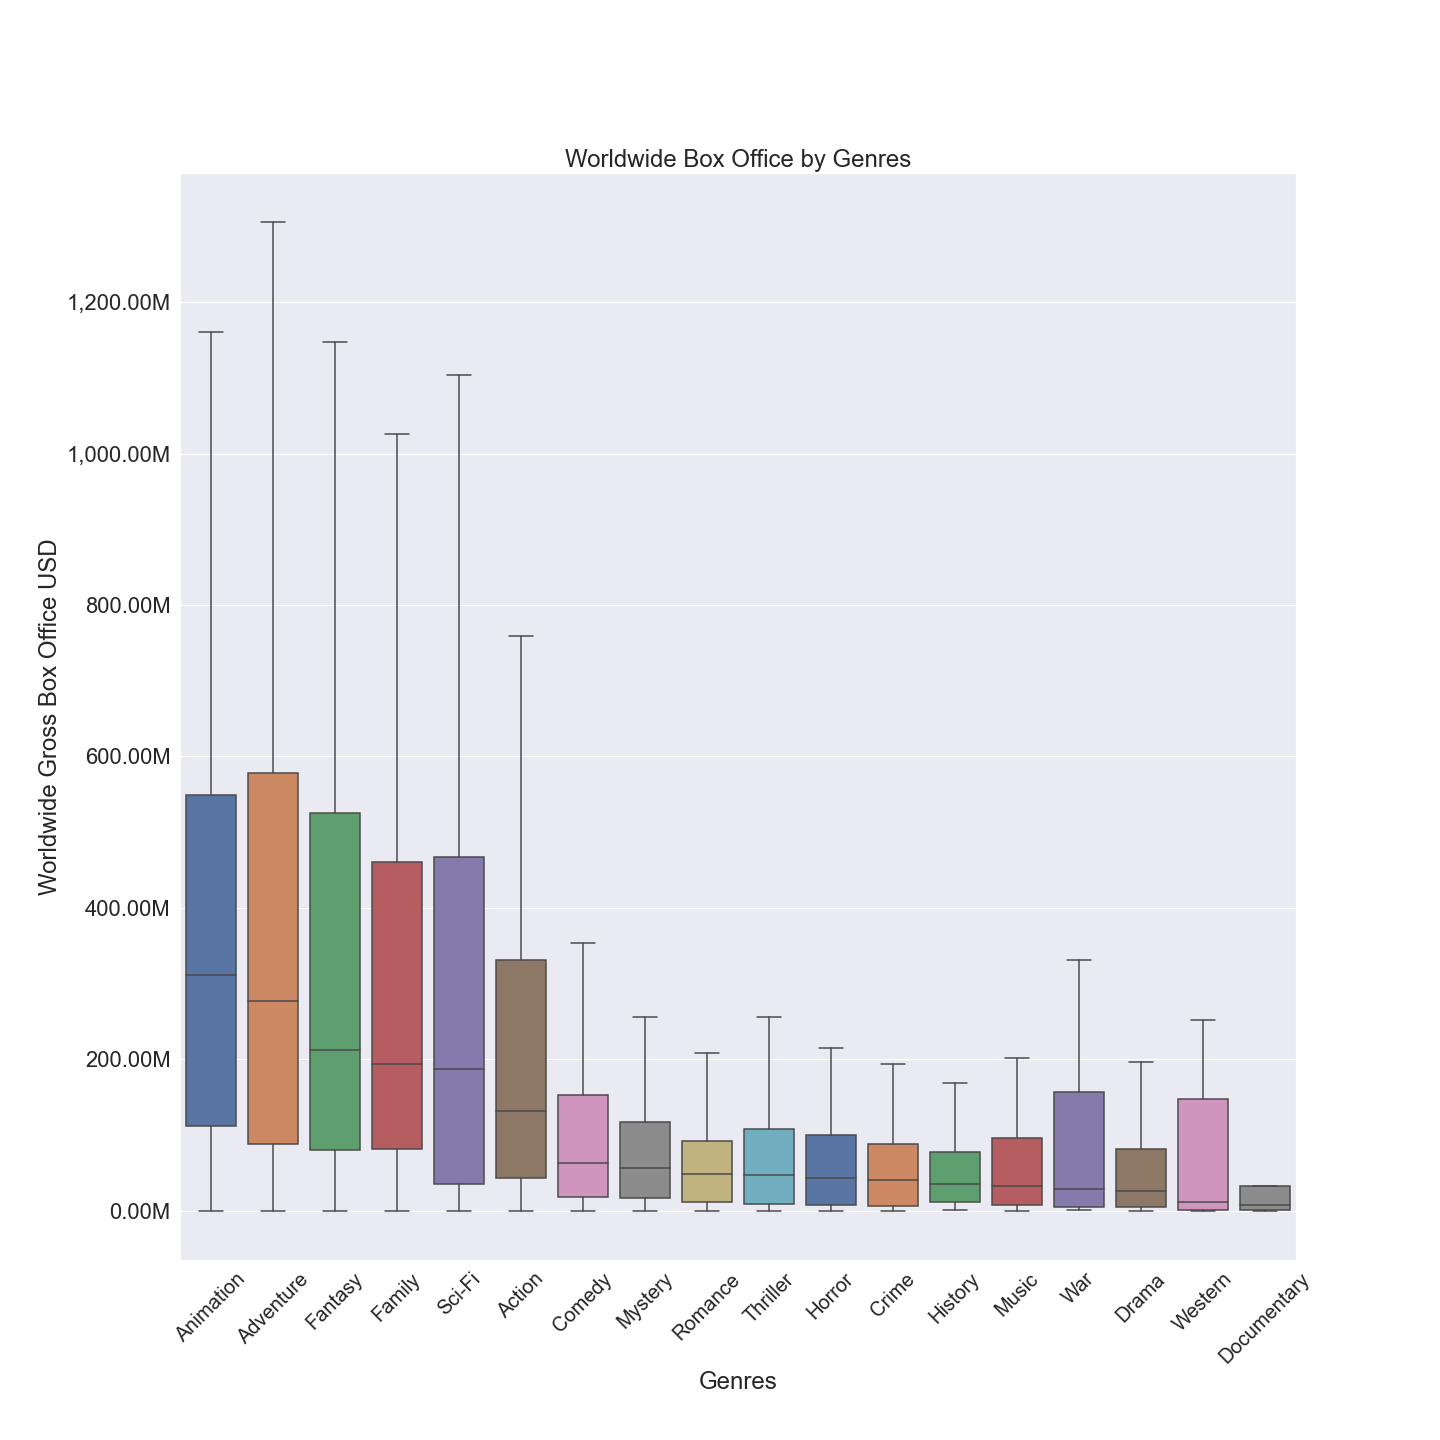 Worldwide Box Office by Genres
Worldwide Gross Box Office USD
1,200.00M
1,000.00M
800.00M
600.00M
400.00M
200.00M
0.00M
Animation
Adventure
Fantasy
Family
Sci-Fi
Action
Comedy
Mystery
Romance
Thriller
Horror
Crime
History
Music
War
Drama
Western
Documentary
Genres